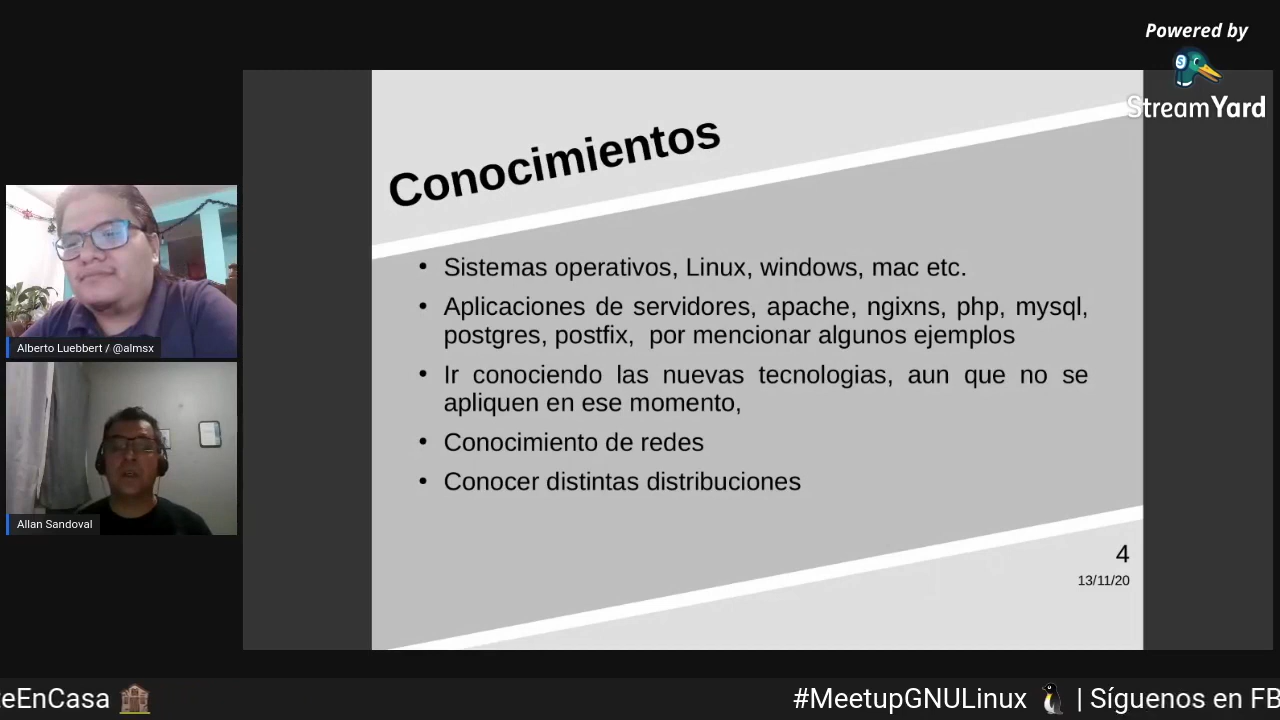 Powered by
StreamYard
Conocimientos
• Sistemas operativos, Linux, windows, mac etc.
• Aplicaciones de servidores, apache, ngixns, php, mysql,
postgres, postfix, por mencionar algunos ejemplos
• Ir conociendo las nuevas tecnologias, aun que no se
apliquen en ese momento,
• Conocimiento de redes
• Conocer distintas distribuciones
4
13/11/20
Alberto Luebbert / @almsx
Allan Sandoval
eEnCasa
#MeetupGNULinux 🐧 | Síguenos en FB